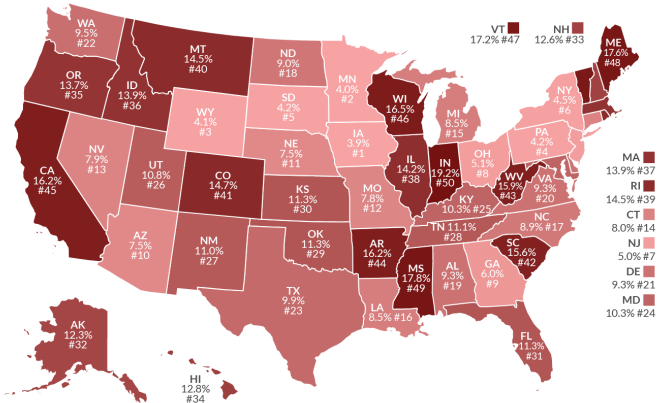 VT
17.2% #47
NH
12.6% #33
WA
9.5%
#22
MT
14.5%
#40
ND
9.0%
#18
MN
4.0%
#2
ME
17.6%
#48
OR
13.7%
#35
ID
13.9%
#36
WY
4.1%
#3
SD
4.2%
#5
WI
16.5%
#46
MI
8.5%
#15
NY
4.5%
#6
NV
7.9%
#13
UT
10.8%
#26
NE
7.5%
#11
IA
3.9%
#1
PA
4.2%
#4
CA
16.2%
#45
CO
14.7%
#41
KS
11.3%
#30
MO
7.8%
#12
IL
14.2%
#38
IN
19.2%
#50
OH
5.1%
#8
WV
15.9%
#43
VA
9.3%
#20
KY
10.3% #25
MA
13.9% #37
RI
14.5% #39
CT
8.0% #14
NJ
5.0% #7
DE
9.3% #21
MD
10.3% #24
AZ
7.5%
#10
NM
11.0%
#27
OK
11.3%
#29
AR
16.2%
#44
TN 11.1%
#28
NC
8.9% #17
SC
15.6%
#42
MS
17.8%
#49
AL
9.3%
#19
GA
6.0%
#9
TX
9.9%
#23
LA
8.5% #16
FL
11.3%
#31
AK
12.3%
#32
HI
12.8%
#34